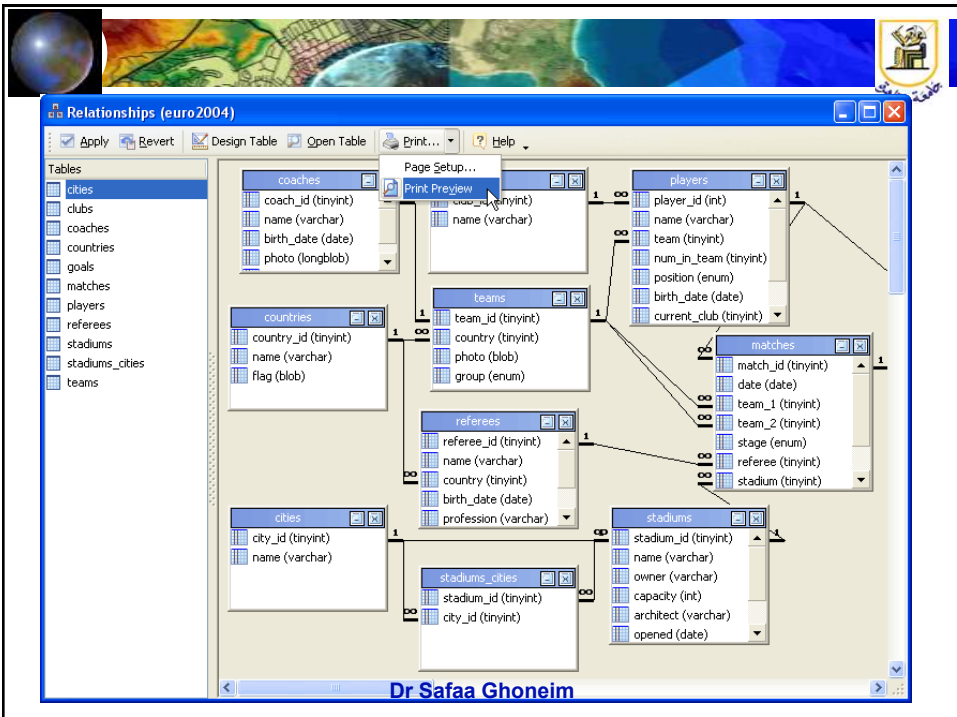 جامعة
Relationships (euro2004)
Apply Revert Design Table Open Table Print... Help
Page Setup...
Print Preview
Tables
cities
clubs
coaches
countries
goals
matches
players
referees
stadiums
stadiums_cities
teams
coaches
coach_id (tinyint)
name (varchar)
birth_date (date)
photo (longblob)
name (varchar)
players
player_id (int)
name (varchar)
team (tinyint)
num_in_team (tinyint)
position (enum)
birth_date (date)
current_club (tinyint)
countries
country_id (tinyint)
name (varchar)
flag (blob)
teams
team_id (tinyint)
country (tinyint)
photo (blob)
group (enum)
matches
match_id (tinyint)
date (date)
team_1 (tinyint)
team_2 (tinyint)
stage (enum)
referee (tinyint)
stadium (tinyint)
referees
referee_id (tinyint)
name (varchar)
country (tinyint)
birth_date (date)
profession (varchar)
cities
city_id (tinyint)
name (varchar)
stadiums_cities
stadium_id (tinyint)
city_id (tinyint)
stadiums
stadium_id (tinyint)
name (varchar)
owner (varchar)
capacity (int)
architect (varchar)
opened (date)
Dr Safaa Ghoneim